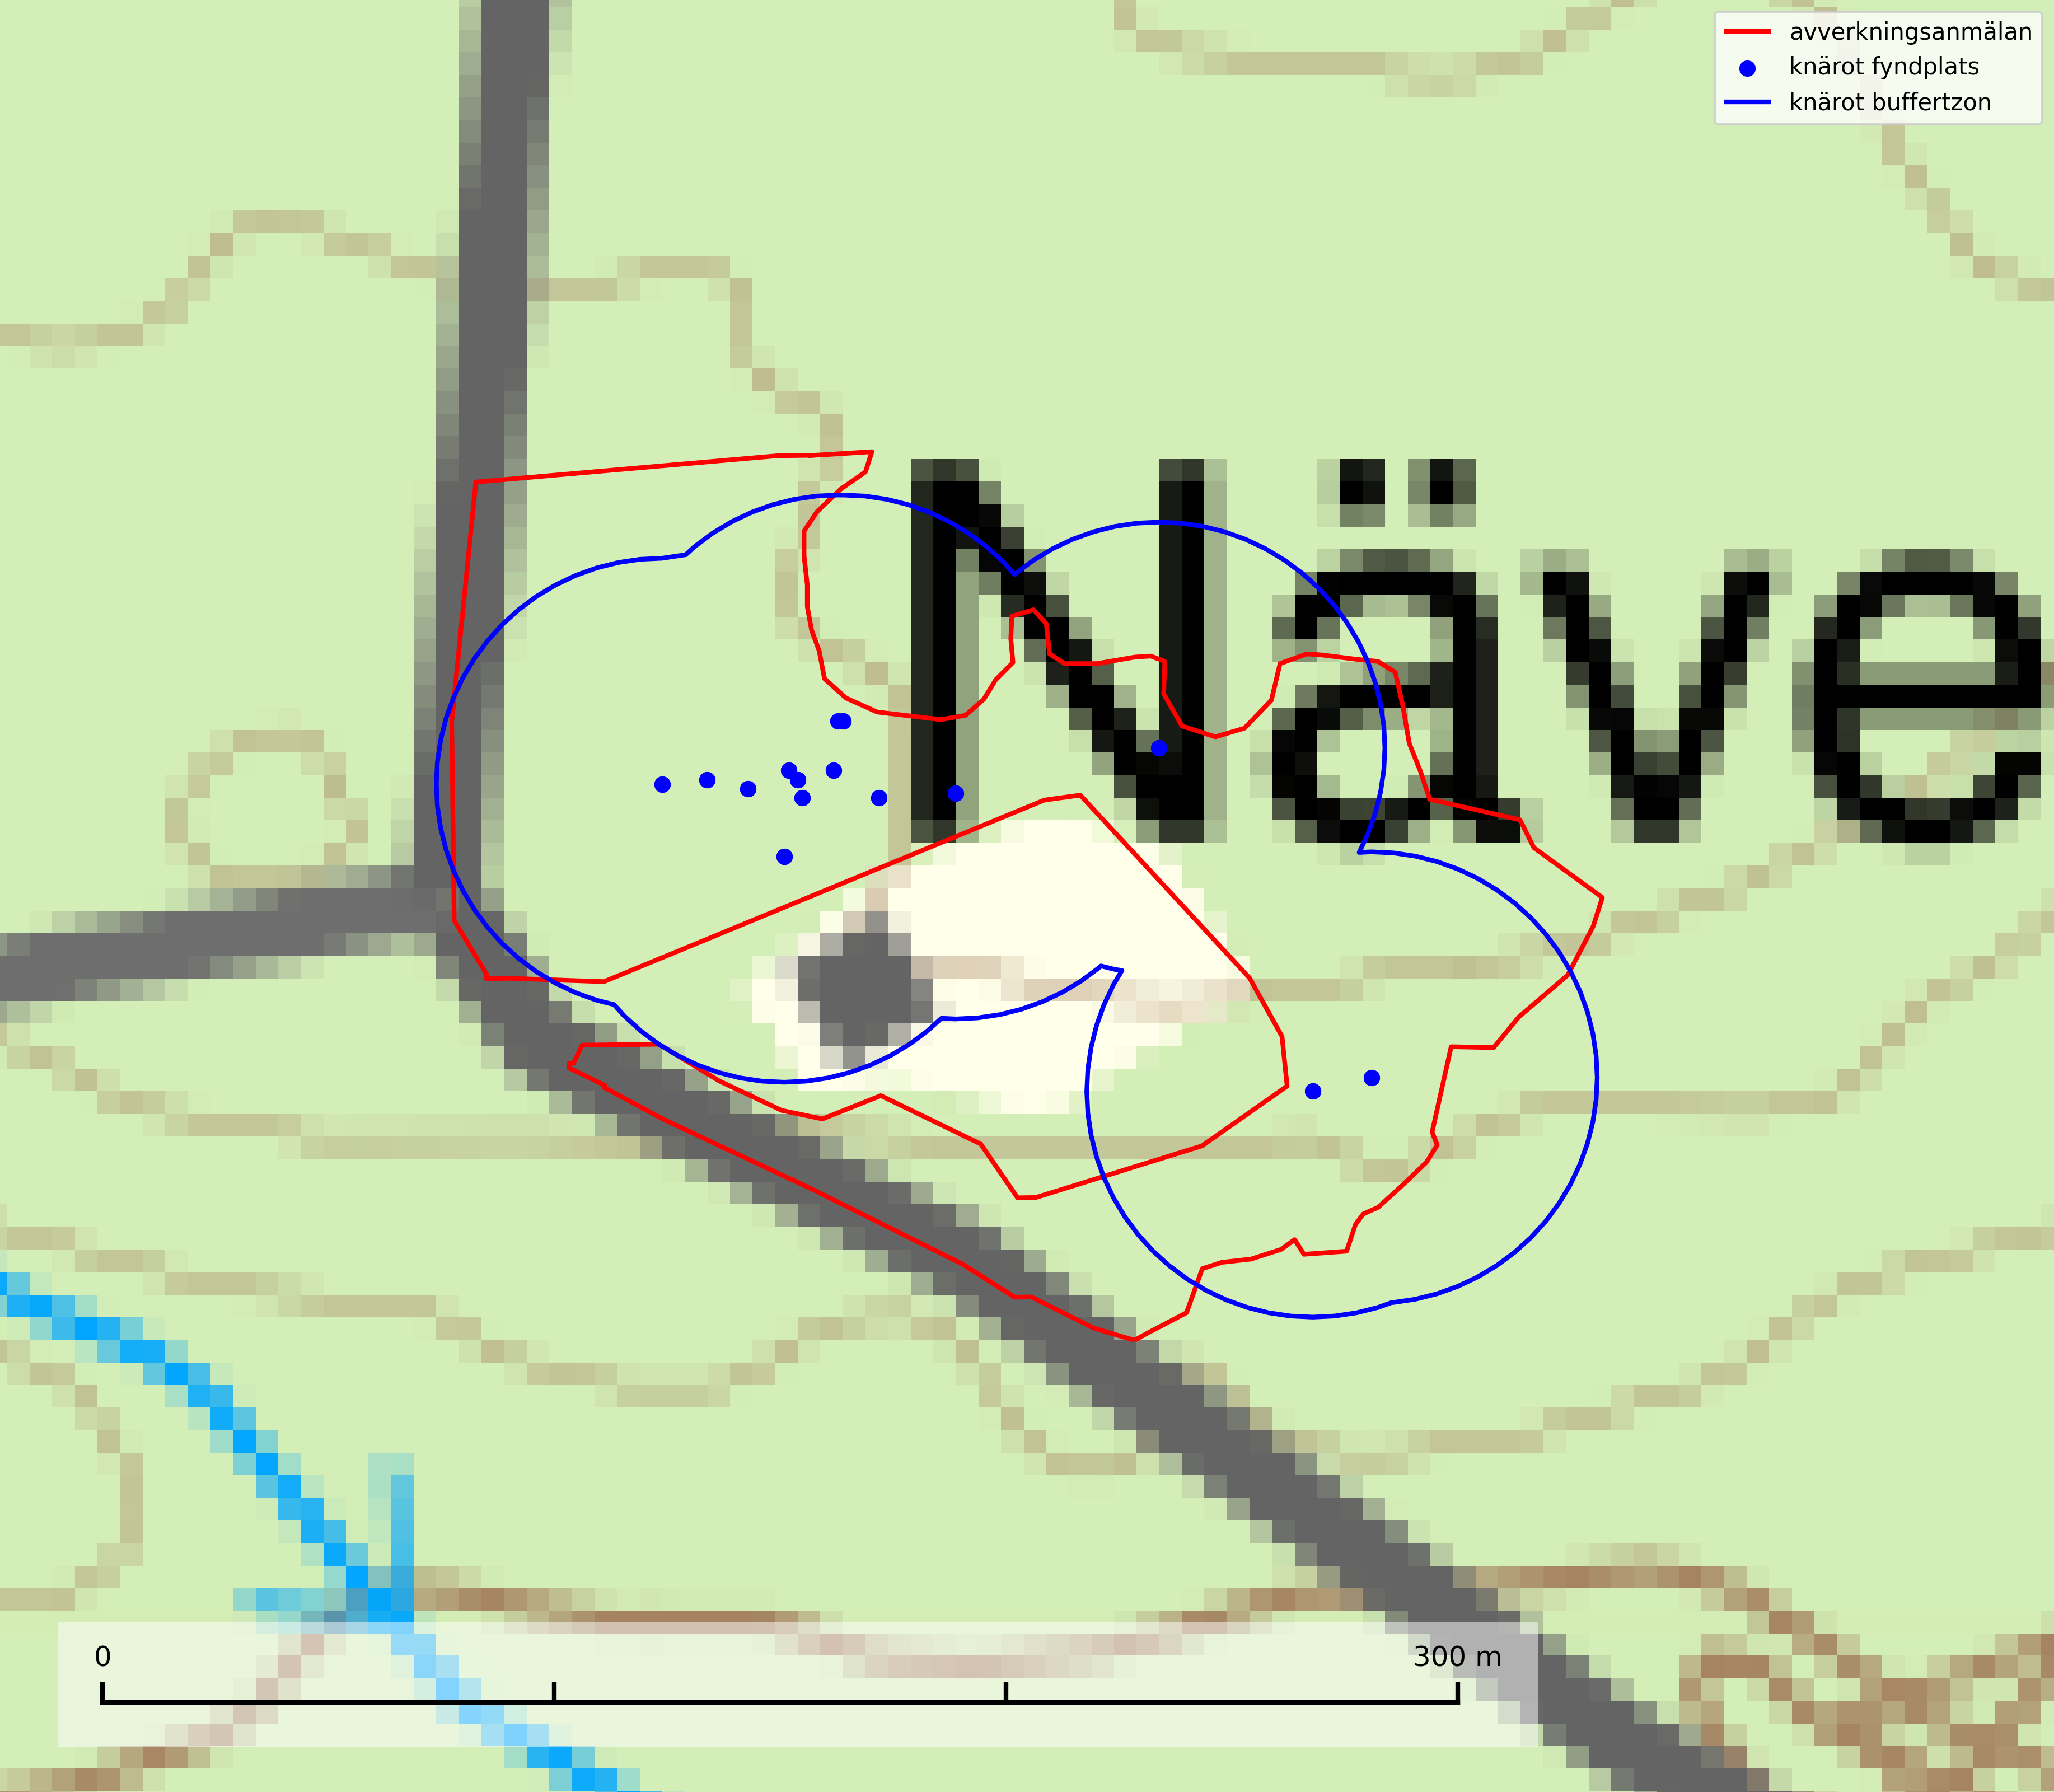 avverkningsanmälan
knärot fyndplats
knärot buffertzon
Näve
0 300 m